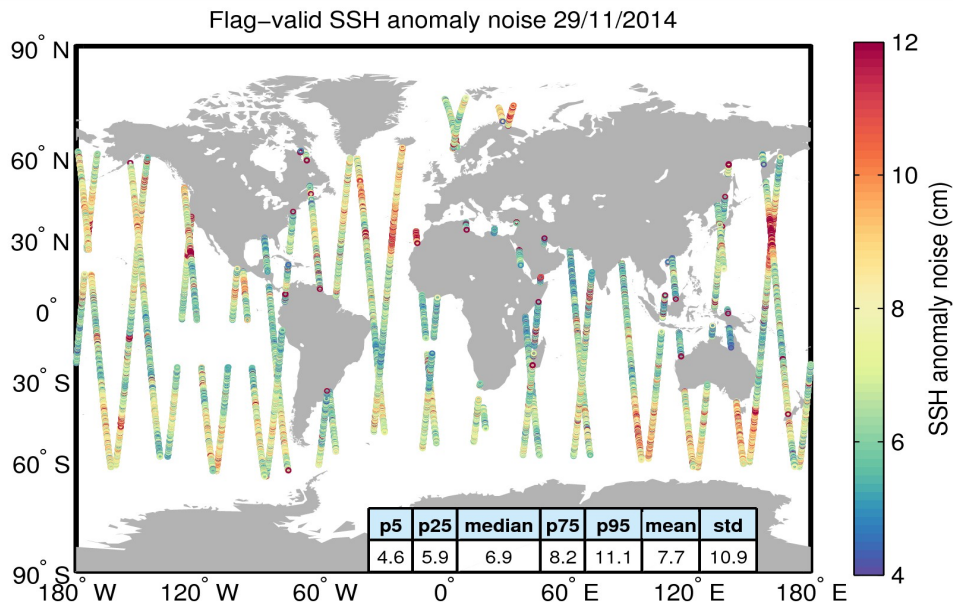 Flag−valid SSH anomaly noise 29/11/2014
90° N
60° N
30° N
0°
30° S
60° S
90° S
180° W
120° W
60° W
0°
60° E
120° E
180° E
12
10
8
6
4
SSH anomaly noise (cm)
p5 p25 median p75 p95 mean std
4.6 5.9 6.9 8.2 11.1 7.7 10.9